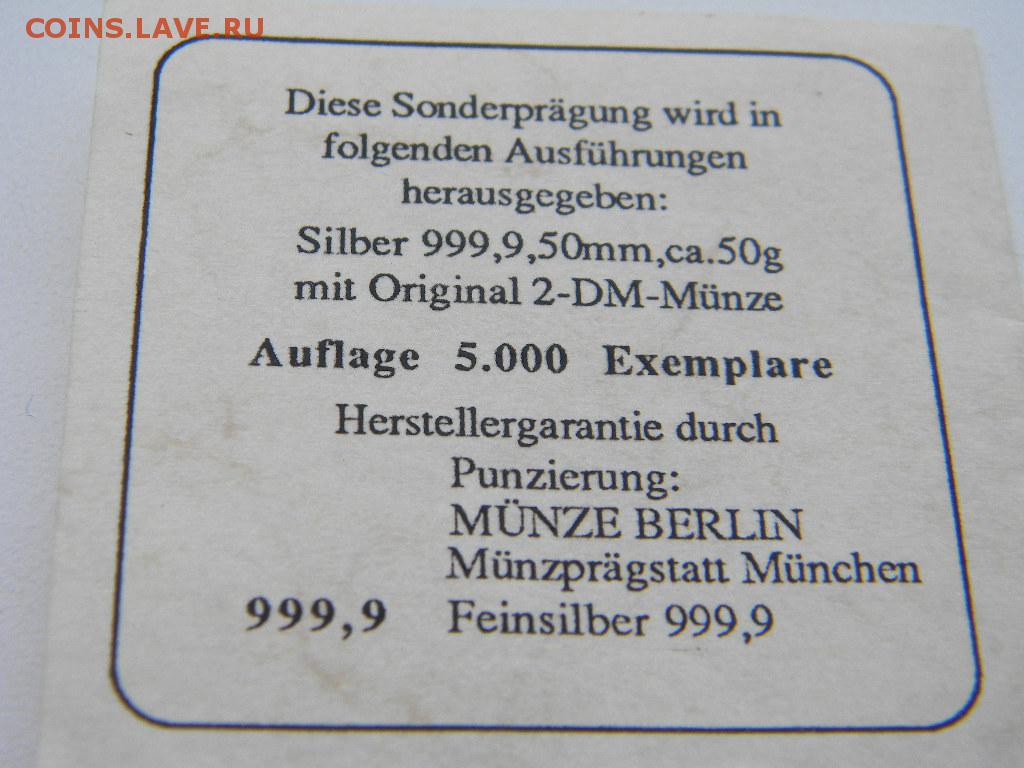 COINS.LAVE.RU
Diese Sonderprägung wird in
folgenden Ausführungen
herausgegeben:
Silber 999,9,50mm,ca.50g
mit Original 2-DM-Münze
Auflage 5.000 Exemplare
Herstellergarantie durch
Punzierung:
MÜNZE BERLIN
Münzprägstatt München
999,9 Feinsilber 999,9